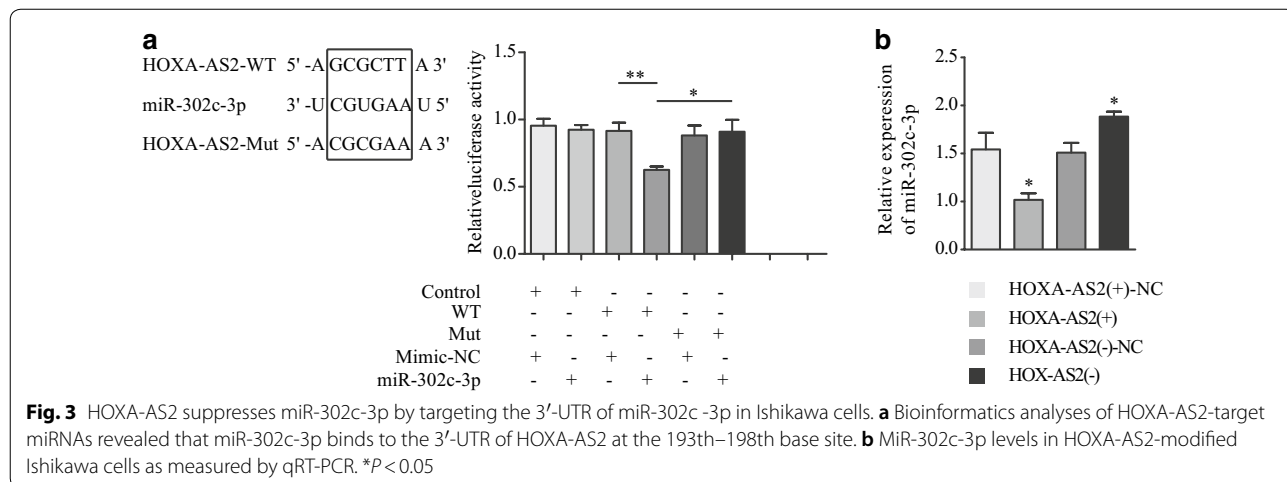 a
HOXA-AS2-WT 5' -A GCGCTT A 3'
miR-302c-3p 3' -U CGUGAA U 5'
HOXA-AS2-Mut 5' -A CGCGAA A 3'
Relativeluciferase activity
1.5
1.0
0.5
0.0
**
*
Control + + - - - -
WT - - + + - -
Mut - - - - + +
Mimic-NC + - + - + -
miR-302c-3p - + - + - +
b
Relative experession
of miR-302c-3p
2.5
2.0
1.5
1.0
2.0
*
*
HOXA-AS2(+)-NC
HOXA-AS2(+)
HOXA-AS2(-)-NC
HOX-AS2(-)
Fig. 3 HOXA-AS2 suppresses miR-302c-3p by targeting the 3′-UTR of miR-302c -3p in Ishikawa cells. a Bioinformatics analyses of HOXA-AS2-target
miRNAs revealed that miR-302c-3p binds to the 3′-UTR of HOXA-AS2 at the 193th–198th base site. b MiR-302c-3p levels in HOXA-AS2-modified
Ishikawa cells as measured by qRT-PCR. *P < 0.05